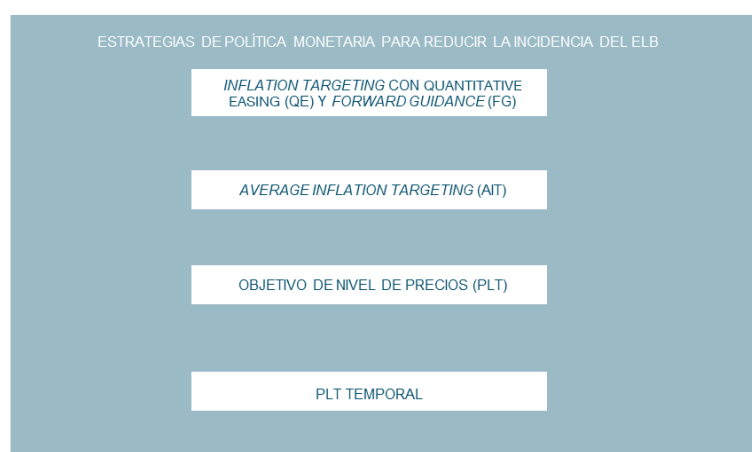 ESTRATEGIAS DE POLÌTICA MONETARIA PARA REDUCIR LA INCIDENCIA DEL ELB
INFLATION TARGETING CON QUANTITATIVE
EASING (QE) Y FORWARD GUIDANCE (FG)
AVERAGE INFLATION TARGETING (AIT)
OBJETIVO DE NIVEL DE PRECIOS (PLT)
PLT TEMPORAL